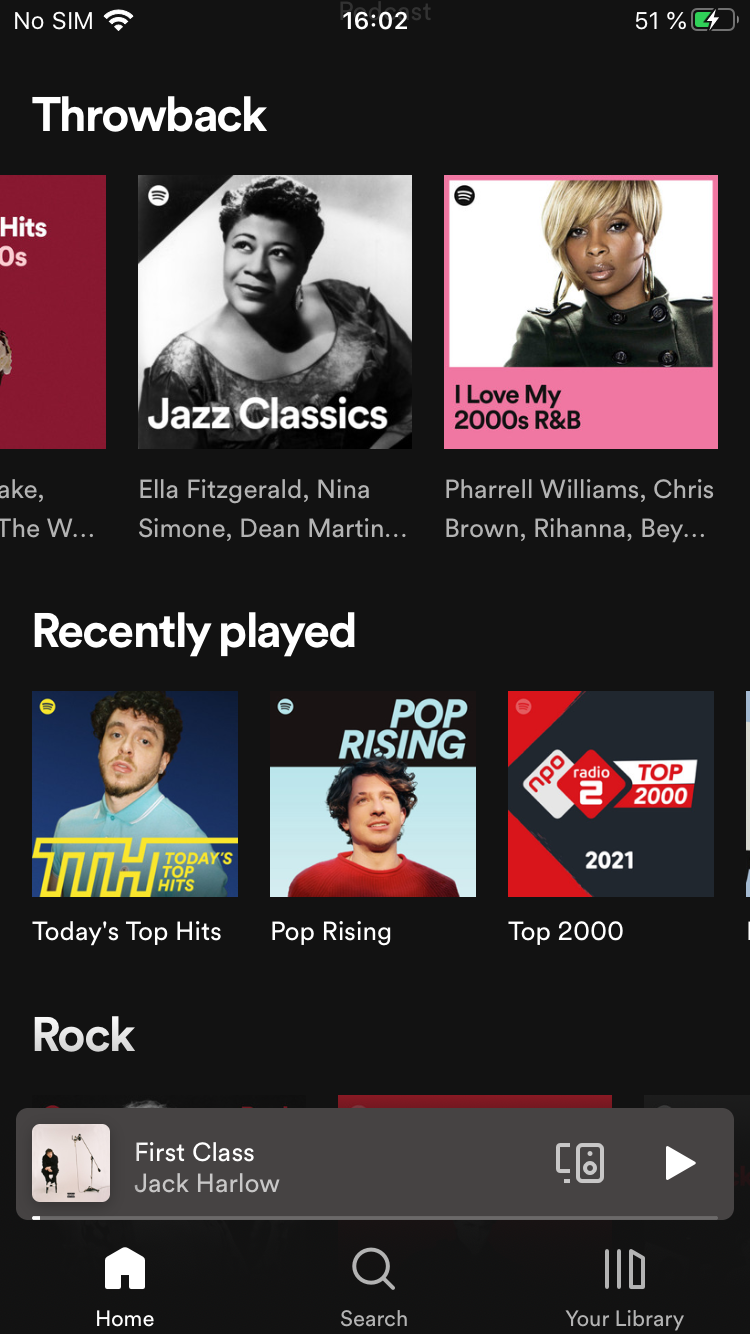 No SIM 16:02 51 %
Podcast
Throwback
Hits
0s
Jazz Classics
I Love My
2000s R&B
ake,
The W...
Ella Fitzgerald, Nina
Simone, Dean Martin...
Pharrell Williams, Chris
Brown, Rihanna, Bey...
Recently played
TTH TODAY'S
TOP
HITS
POP
RISING
npo radio 2 TOP
2000
2021
Today's Top Hits
Pop Rising
Top 2000
Rock
First Class
Jack Harlow
Home
Search
Your Library